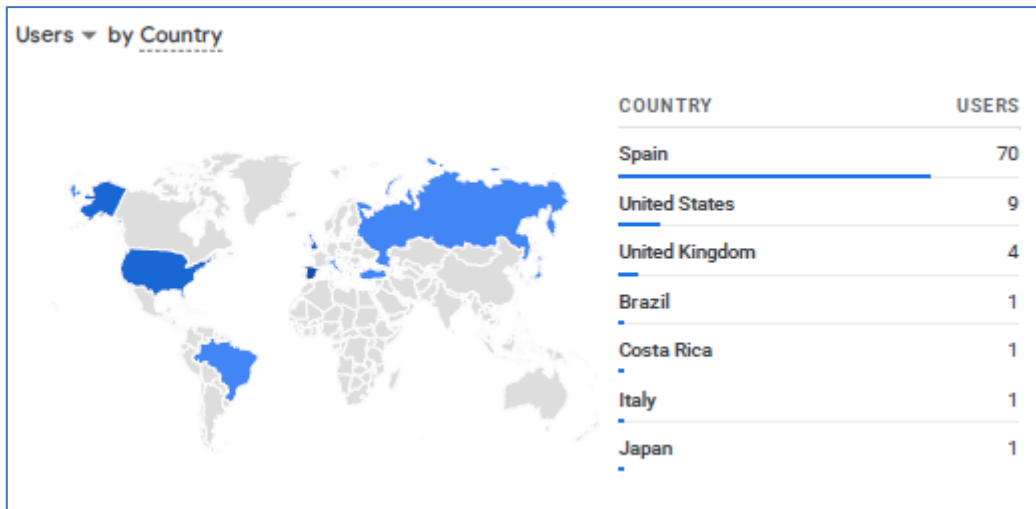 Users by Country
COUNTRY USERS
Spain 70
United States 9
United Kingdom 4
Brazil 1
Costa Rica 1
Italy 1
Japan 1